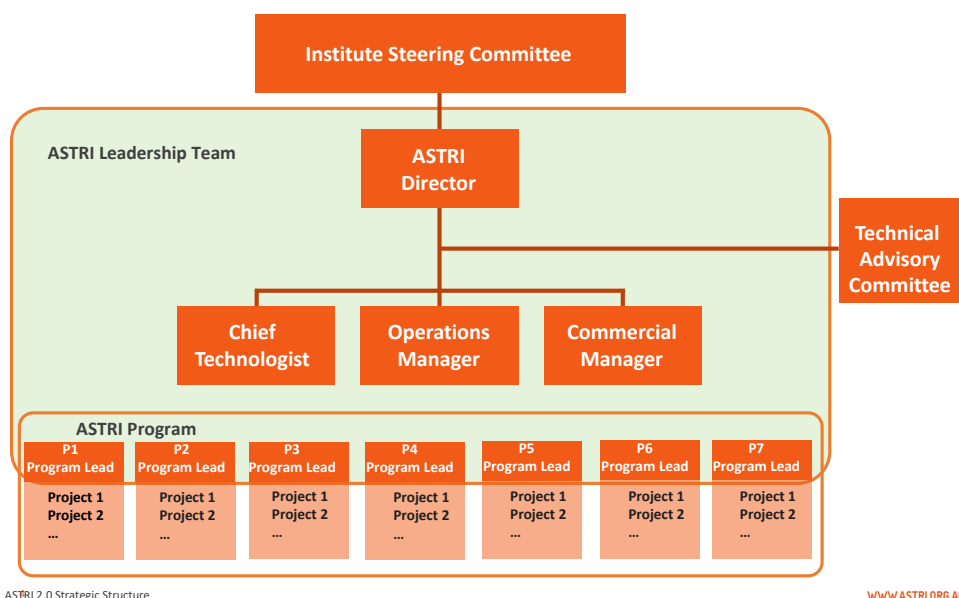 Institute Steering Committee
ASTRI Leadership Team
ASTRI
Director
Technical
Advisory
Committee
Chief
Technologist
Operations
Manager
Commercial
Manager
ASTRI Program
P1
Program Lead
Project 1
Project 2
...
P2
Program Lead
Project 1
Project 2
...
P3
Program Lead
Project 1
Project 2
...
P4
Program Lead
Project 1
Project 2
...
P5
Program Lead
Project 1
Project 2
...
P6
Program Lead
Project 1
Project 2
...
P7
Program Lead
Project 1
Project 2
...
ASTRI 2.0 Strategic Structure
WWW.ASTRI.ORG.A